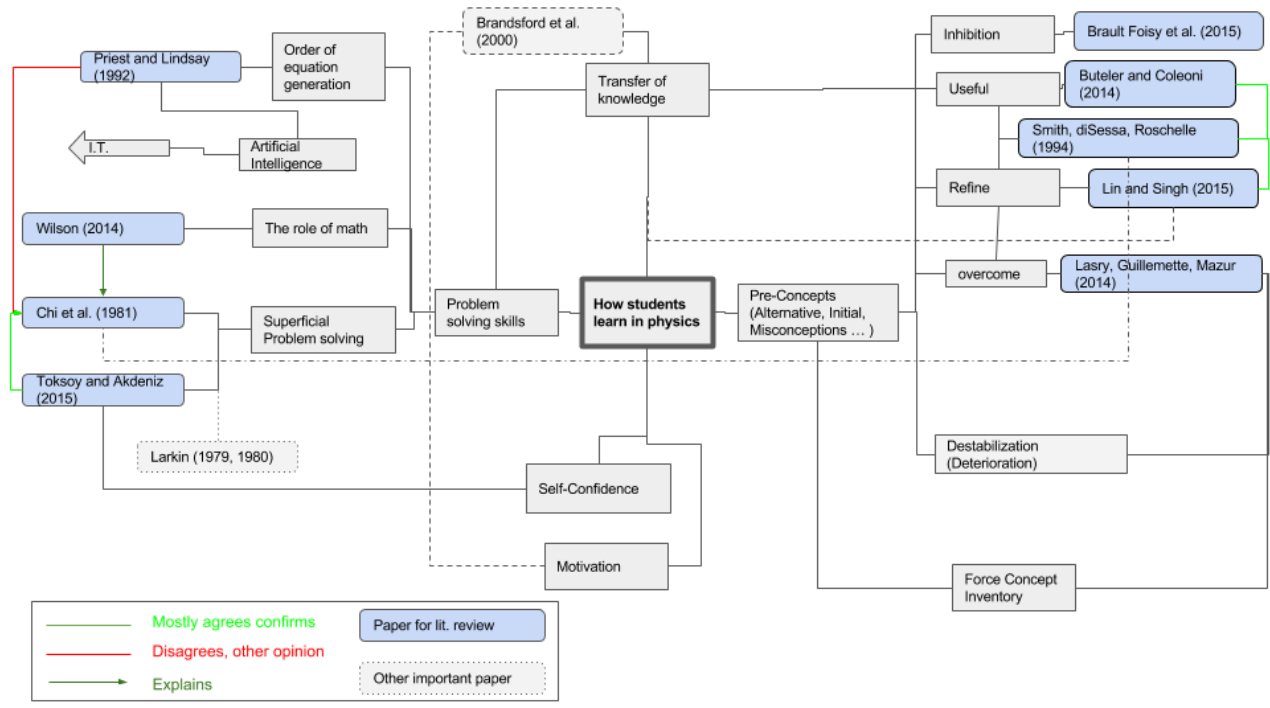 Brandsford et al.
(2000)
Inhibition
Brault Foisy et al. (2015)
Priest and Lindsay
(1992)
Order of
equation
generation
Transfer of
knowledge
Useful
Buteler and Coleoni
(2014)
Smith, diSessa, Roschelle
(1994)
I.T.
Artificial
Intelligence
Refine
Lin and Singh (2015)
Wilson (2014)
The role of math
overcome
Lasry, Guillemette, Mazur
(2014)
Chi et al. (1981)
Superficial
Problem solving
Problem
solving skills
How students
learn in physics
Pre-Concepts
(Alternative, Initial,
Misconceptions ... )
Toksoy and Akdeniz
(2015)
Larkin (1979, 1980)
Destabilization
(Deterioration)
Self-Confidence
Motivation
Force Concept
Inventory
Mostly agrees confirms
Paper for lit. review
Disagrees, other opinion
Explains
Other important paper